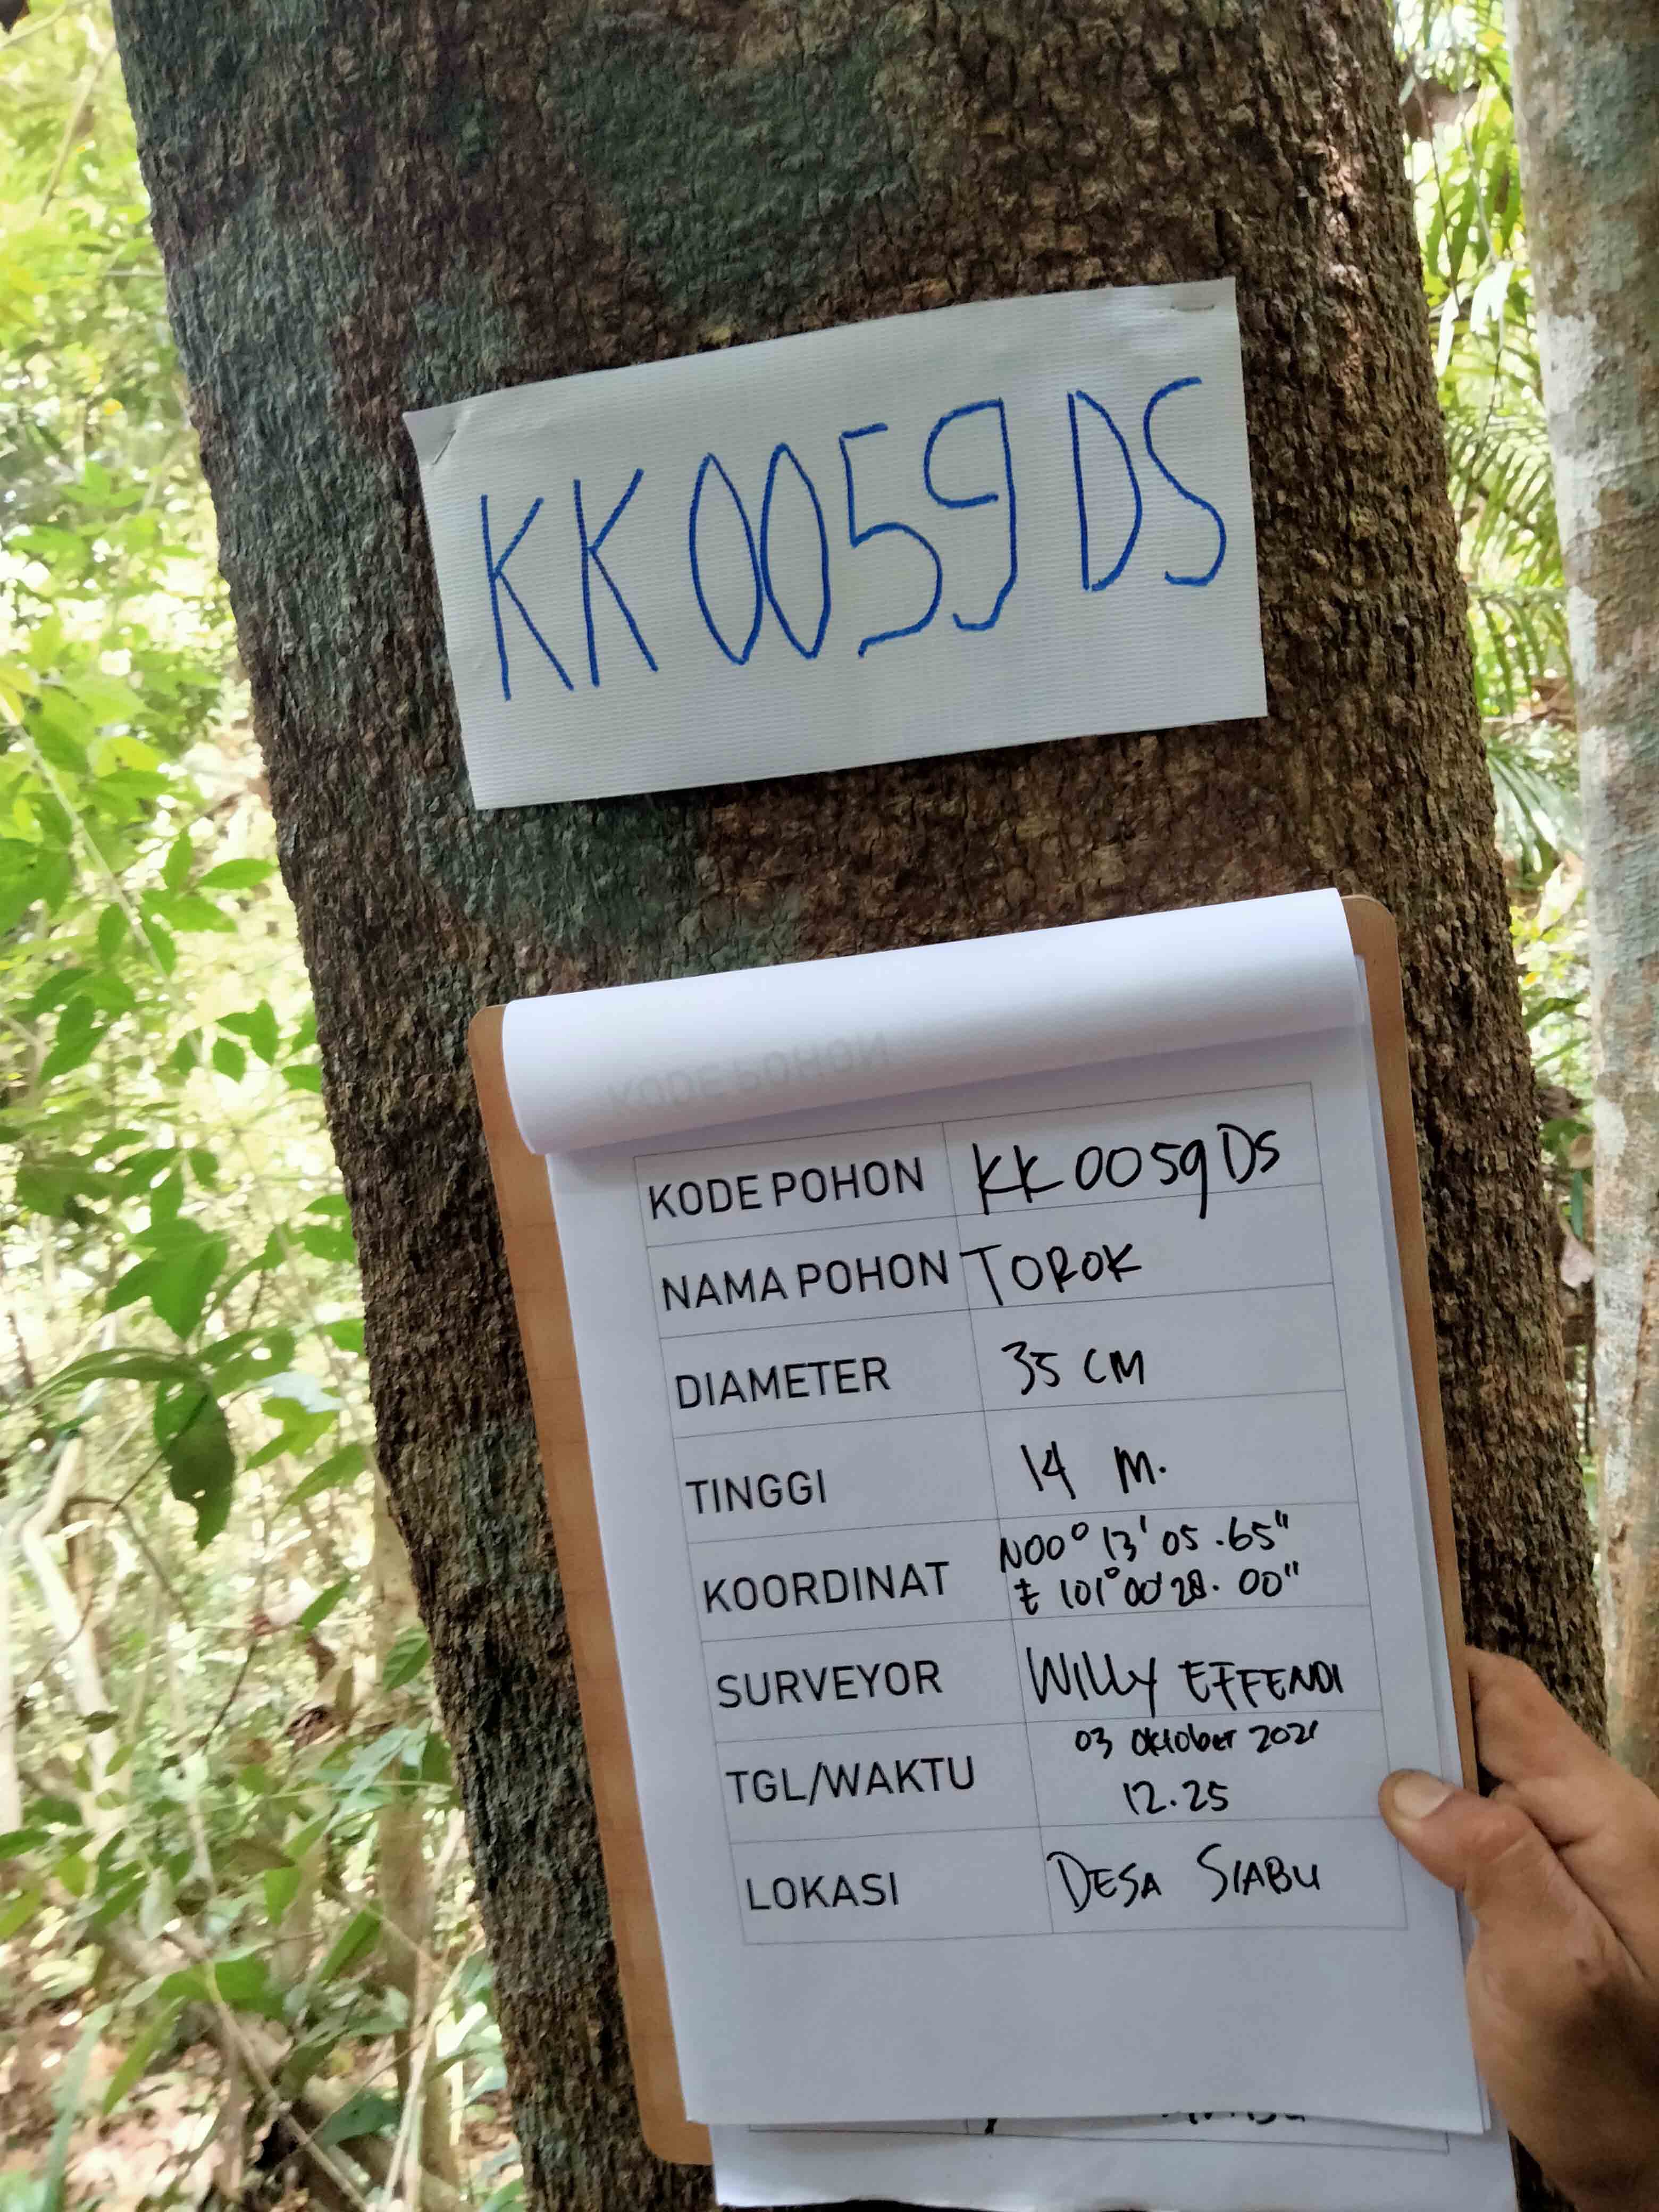 KK0059DS
KODE POHON KK0059DS
NAMA POHON TOROK
DIAMETER 35 CM
TINGGI 14 M.
KOORDINAT N00° 13' 05.65"
E 101° 00' 28.00"
SURVEYOR WILLY EFFENDI
TGL/WAKTU 03 Oktober 2021
12.25
LOKASI DESA SIABU